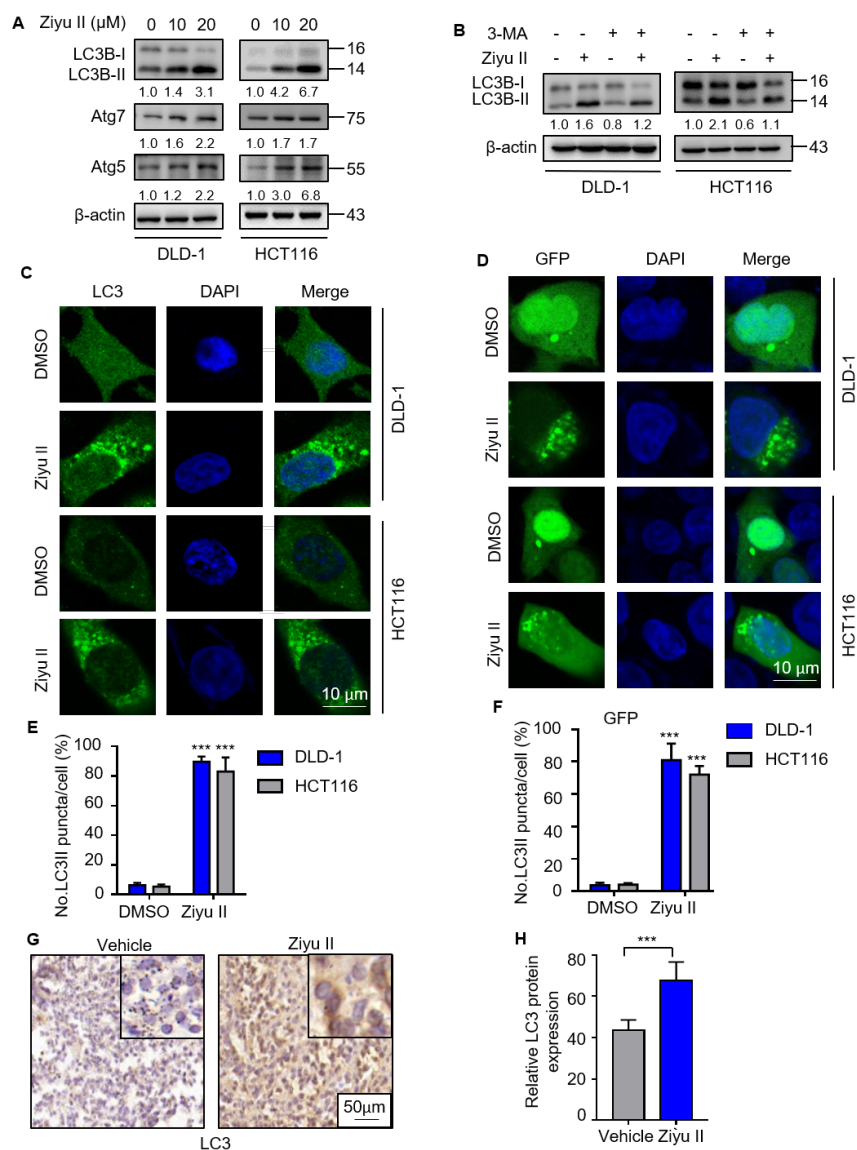 A
Ziyu II (μM) 0 10 20 0 10 20
LC3B-I 16
LC3B-II 14
1.0 1.4 3.1 1.0 4.2 6.7
Atg7 75
1.0 1.6 2.2 1.0 1.7 1.7
Atg5 55
1.0 1.2 2.2 1.0 3.0 6.8
β-actin 43
DLD-1 HCT116
B
3-MA - - + + - - + +
Ziyu II - + - + - + - +
LC3B-I 16
LC3B-II 14
1.0 1.6 0.8 1.2 1.0 2.1 0.6 1.1
β-actin 43
DLD-1 HCT116
C
LC3 DAPI Merge
DMSO
Ziyu II
DLD-1
DMSO
Ziyu II
HCT116
10 μm
D
GFP DAPI Merge
DMSO
Ziyu II
DLD-1
DMSO
Ziyu II
HCT116
10 μm
E
No.LC3II puncta/cell (%)
100
80
60
40
20
0
*** ***
DMSO Ziyu II
DLD-1
HCT116
F
GFP
No.LC3II puncta/cell (%)
100
80
60
40
20
0
*** ***
DMSO Ziyu II
DLD-1
HCT116
G
Vehicle Ziyu II
50μm
LC3
H
Relative LC3 protein
expression
80
60
40
20
0
***
Vehicle Ziyu II